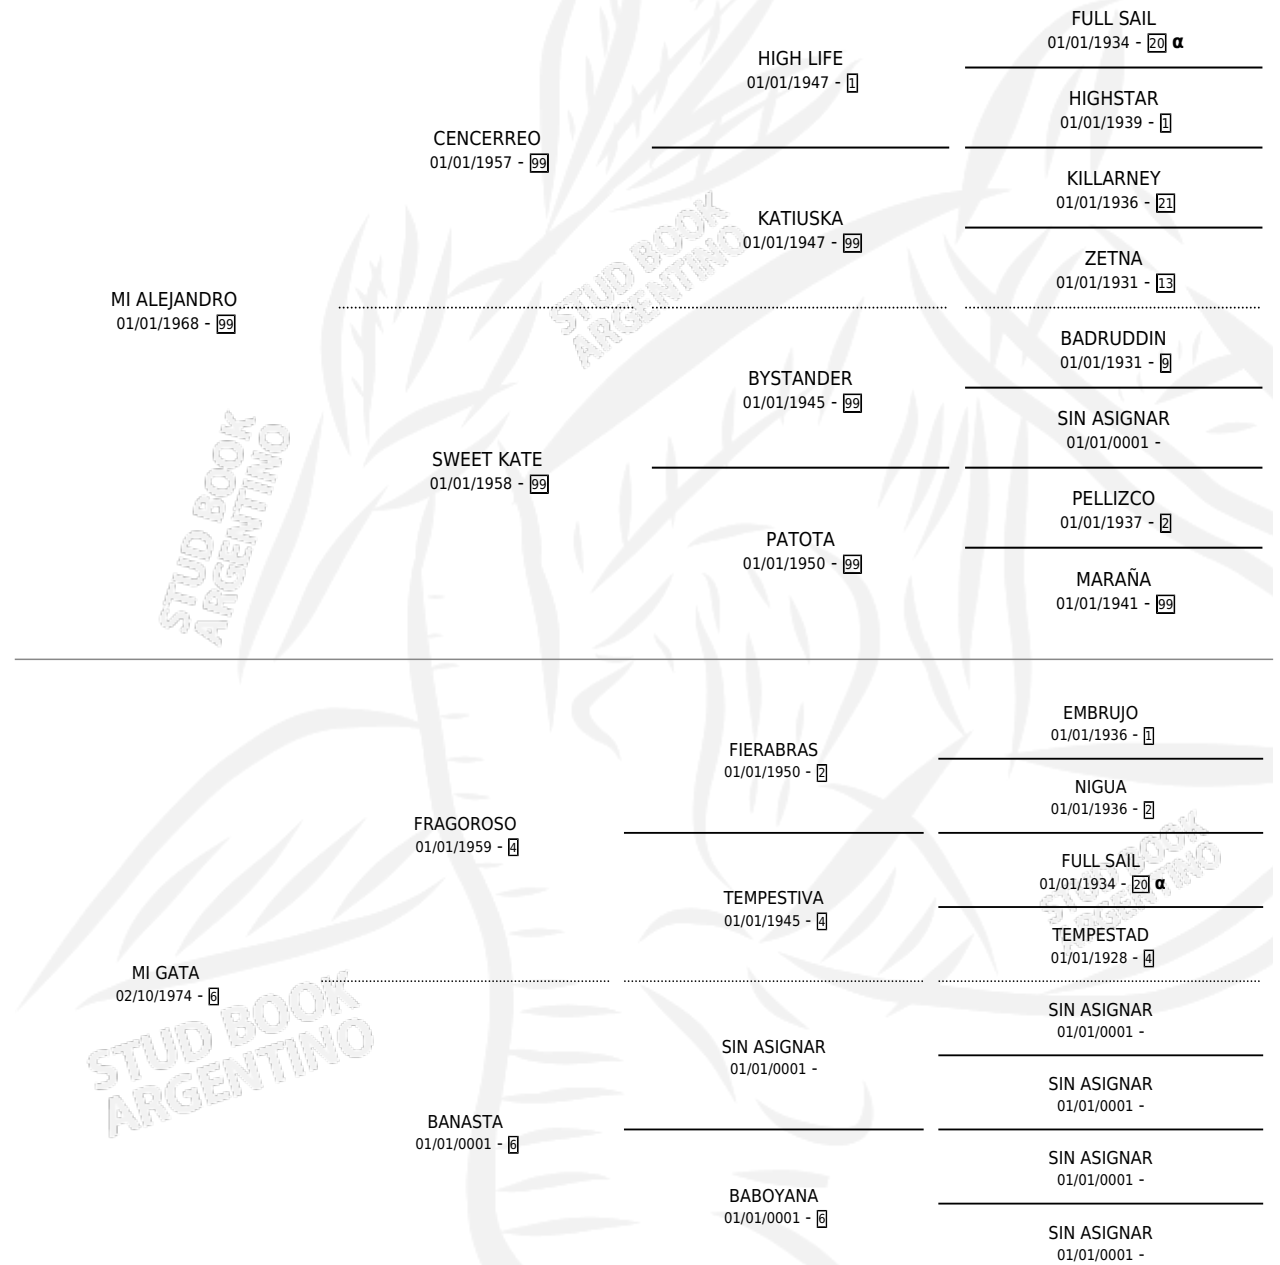 FULL SAIL
01/01/1934 - 20 α
HIGH LIFE
01/01/1947 - 1
HIGHSTAR
01/01/1939 - 1
CENCERREO
01/01/1957 - 99
KILLARNEY
01/01/1936 - 21
KATIUSKA
01/01/1947 - 99
ZETNA
01/01/1931 - 13
MI ALEJANDRO
01/01/1968 - 99
BADRUDDIN
01/01/1931 - 9
BYSTANDER
01/01/1945 - 99
SIN ASIGNAR
01/01/0001 -
SWEET KATE
01/01/1958 - 99
PELLIZCO
01/01/1937 - 2
PATOTA
01/01/1950 - 99
MARAÑA
01/01/1941 - 99
EMBRUJO
01/01/1936 - 1
FIERABRAS
01/01/1950 - 2
NIGUA
01/01/1936 - 2
FRAGOROSO
01/01/1959 - 4
FULL SAIL
01/01/1934 - 20 α
TEMPESTIVA
01/01/1945 - 4
TEMPESTAD
01/01/1928 - 4
MI GATA
02/10/1974 - 6
SIN ASIGNAR
01/01/0001 -
SIN ASIGNAR
01/01/0001 -
SIN ASIGNAR
01/01/0001 -
BANASTA
01/01/0001 - 6
SIN ASIGNAR
01/01/0001 -
BABOYANA
01/01/0001 - 6
SIN ASIGNAR
01/01/0001 -
STUD BOOK
ARGENTINO
STUD BOOK
ARGENTINO
STUD BOOK
ARGENTINO
STUD BOOK
ARGENTINO